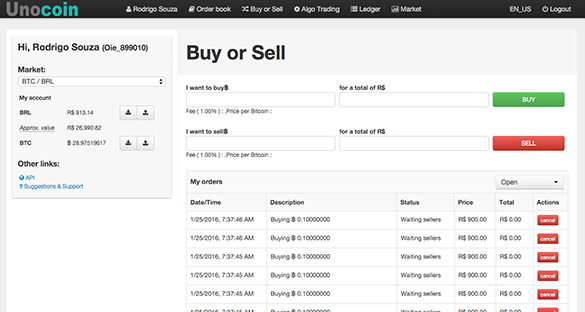 Unocoin
Rodrigo Souza Order book Buy or Sell Algo Trading Ledger Market EN_US Logout
Hi, Rodrigo Souza (Oie_899010)
Market:
BTC / BRL
My account
BRL R$ 913.14
Approx. value R$ 26,990.82
BTC ฿ 28.97519617
Other links:
API
? Suggestions & Support
Buy or Sell
I want to buy฿ for a total of R$
BUY
Fee ( 1.00% ) : ,Price per Bitcoin :
I want to sell฿ for a total of R$
SELL
Fee ( 1.00% ) : ,Price per Bitcoin :
My orders Open
Date/Time Description Status Price Total Actions
1/25/2016, 7:37:46 AM Buying ฿ 0.10000000 Waiting sellers R$ 900.00 R$ 0.00 cancel
1/25/2016, 7:37:46 AM Buying ฿ 0.10000000 Waiting sellers R$ 900.00 R$ 0.00 cancel
1/25/2016, 7:37:45 AM Buying ฿ 0.10000000 Waiting sellers R$ 900.00 R$ 0.00 cancel
1/25/2016, 7:37:45 AM Buying ฿ 0.10000000 Waiting sellers R$ 900.00 R$ 0.00 cancel
1/25/2016, 7:37:45 AM Buying ฿ 0.10000000 Waiting sellers R$ 900.00 R$ 0.00 cancel